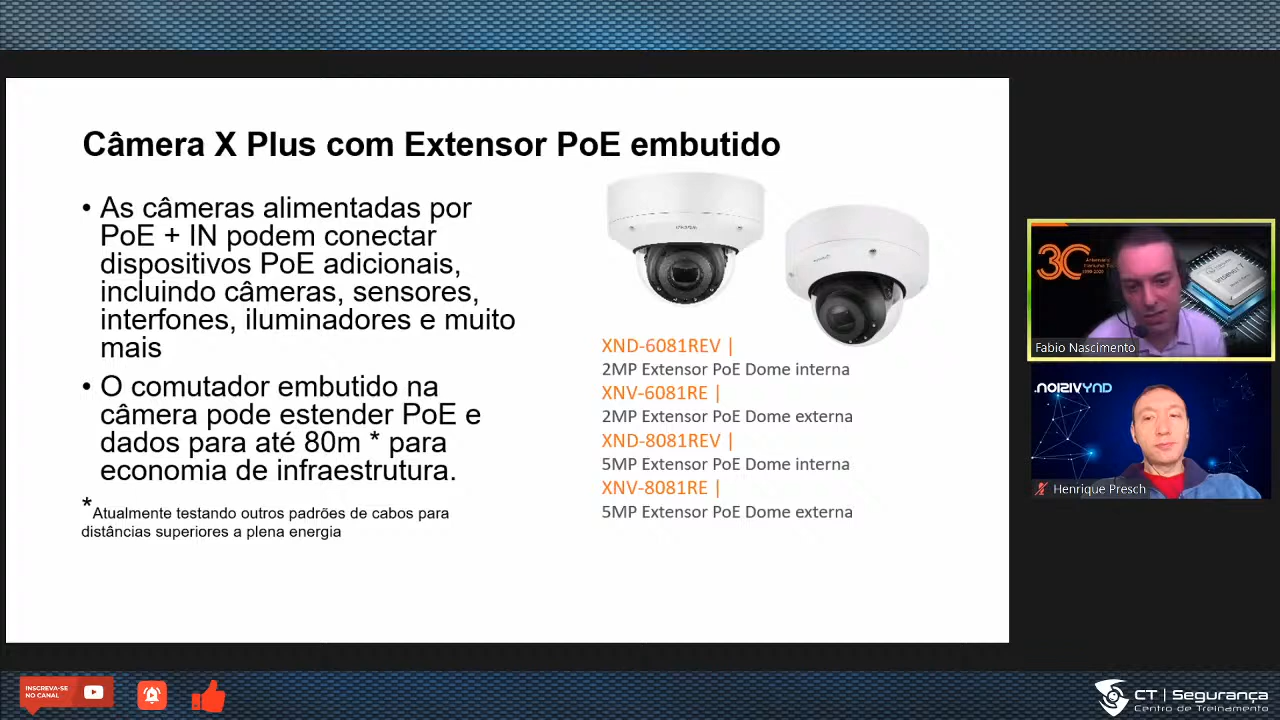 Câmera X Plus com Extensor PoE embutido
• As câmeras alimentadas por
PoE + IN podem conectar
dispositivos PoE adicionais,
incluindo câmeras, sensores,
interfones, iluminadores e muito
mais
• O comutador embutido na
câmera pode estender PoE e
dados para até 80m * para
economia de infraestrutura.
*Atualmente testando outros padrões de cabos para
distâncias superiores a plena energia
XND-6081REV |
2MP Extensor PoE Dome interna
XNV-6081RE |
2MP Extensor PoE Dome externa
XND-8081REV |
5MP Extensor PoE Dome interna
XNV-8081RE |
5MP Extensor PoE Dome externa
Fabio Nascimento
Henrique Presch
INSCREVA-SE
NO CANAL
CT | Segurança
Centro de Treinamento